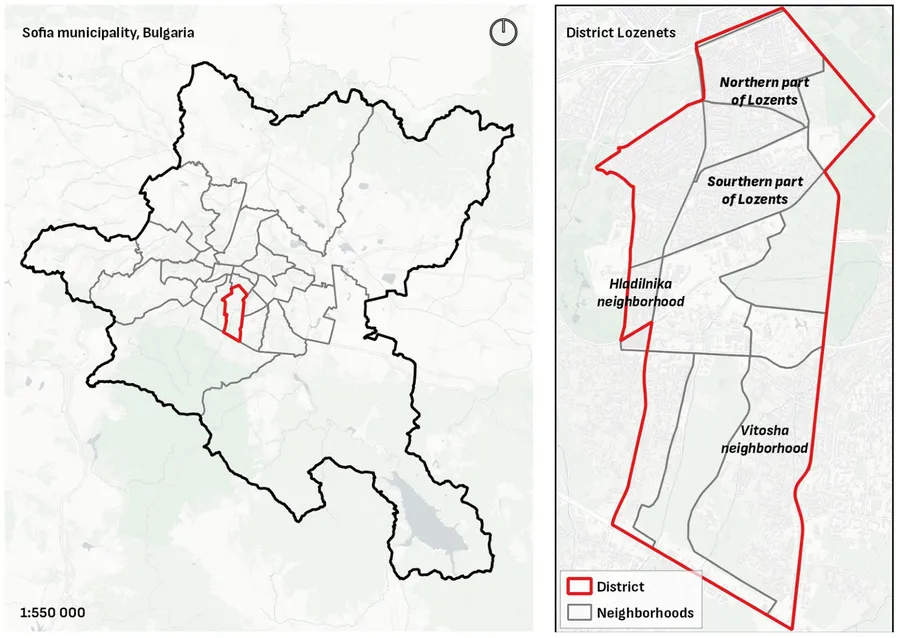 Sofia municipality, Bulgaria
1:550 000
District Lozenets
Northern part
of Lozents
Sourthern part
of Lozents
Hladilnika
neighborhood
Vitosha
neighborhood
District
Neighborhoods